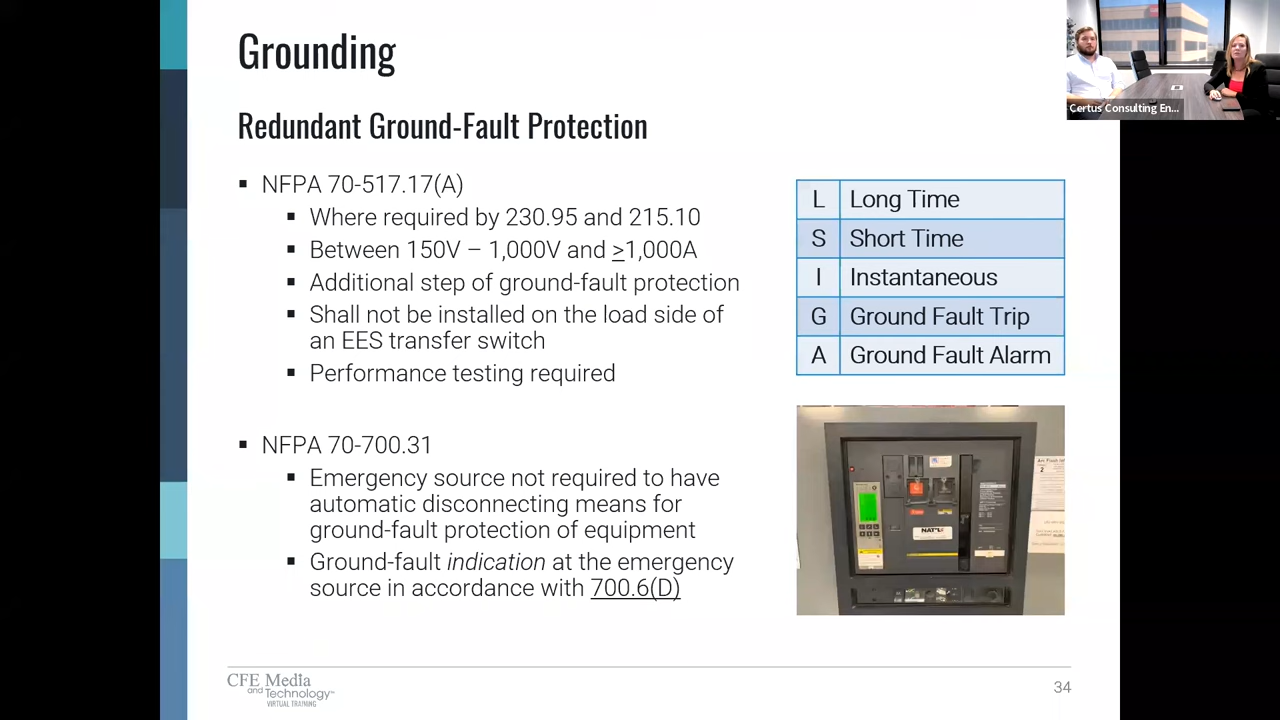 Grounding
Redundant Ground-Fault Protection
▪ NFPA 70-517.17(A)
▪ Where required by 230.95 and 215.10
▪ Between 150V – 1,000V and ≥1,000A
▪ Additional step of ground-fault protection
▪ Shall not be installed on the load side of
an EES transfer switch
▪ Performance testing required
▪ NFPA 70-700.31
▪ Emergency source not required to have
automatic disconnecting means for
ground-fault protection of equipment
▪ Ground-fault indication at the emergency
source in accordance with 700.6(D)
L Long Time
S Short Time
I Instantaneous
G Ground Fault Trip
A Ground Fault Alarm
Certus Consulting En...
CFE Media
and Technology™
VIRTUAL TRAINING
34